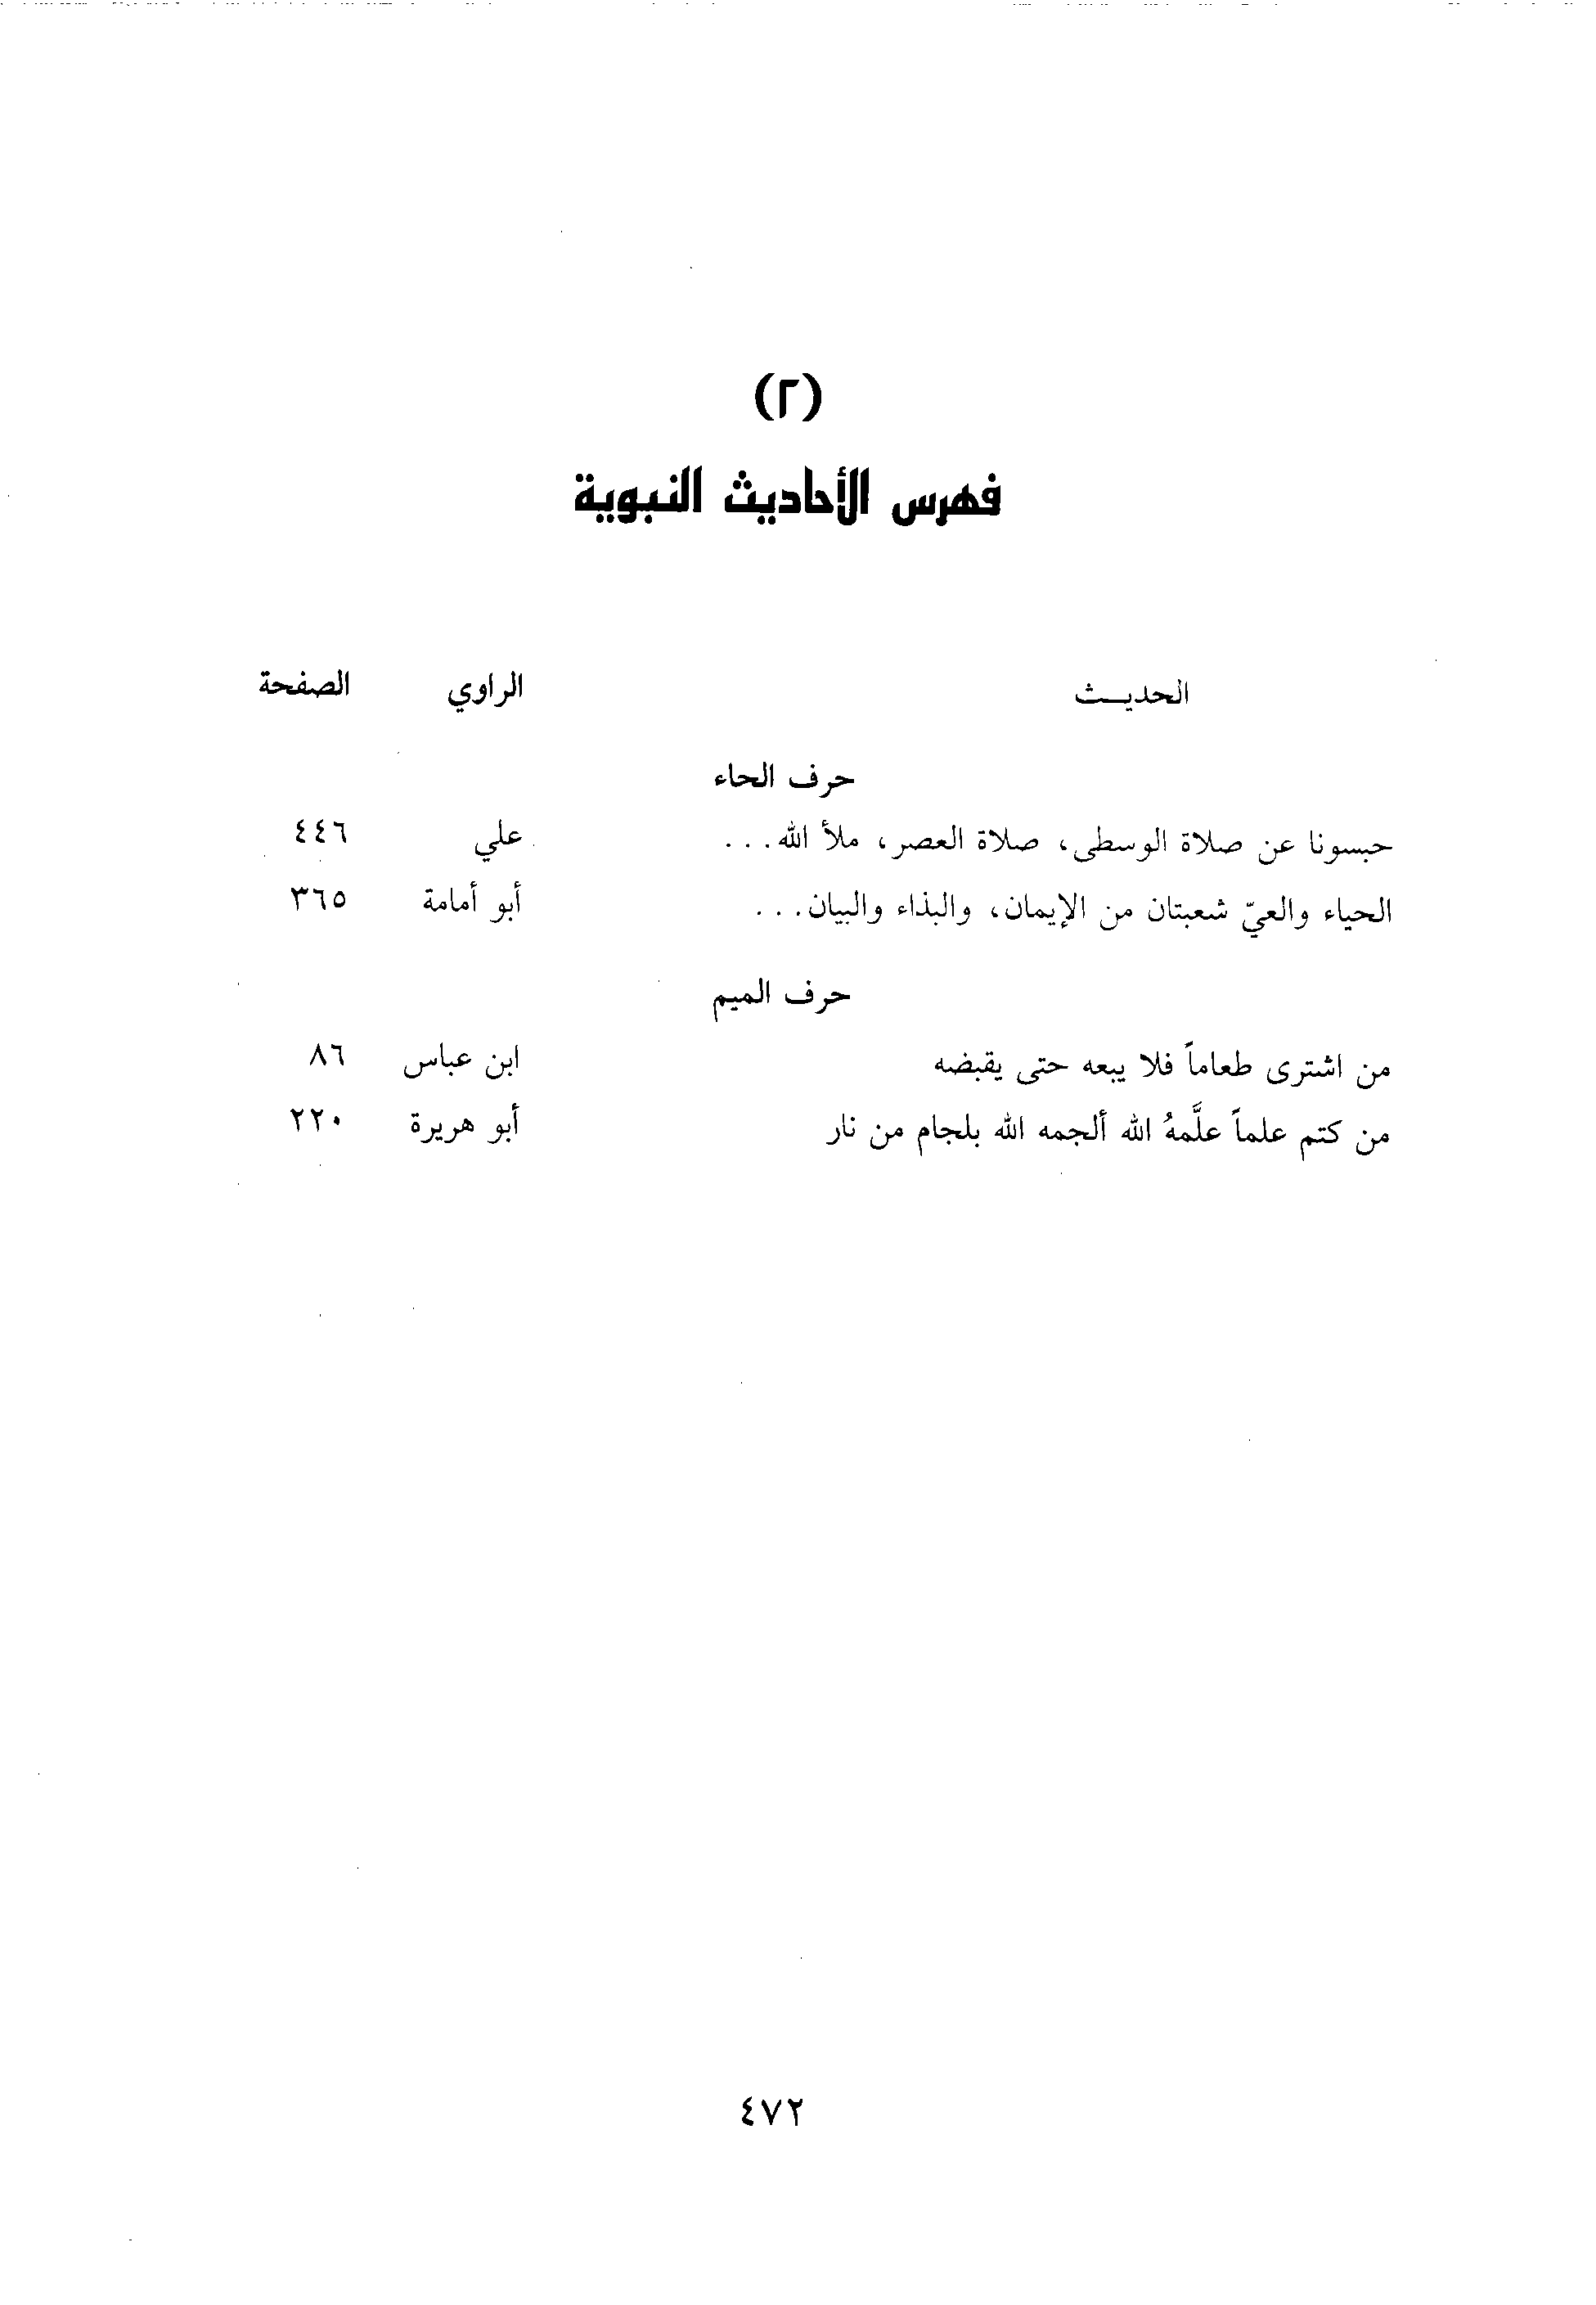 (٢)
فهرس الأحاديث النبوية
الحديـــث الراوي الصفحة
حرف الحاء
حبسونا عن صلاة الوسطى، صلاة العصر، ملأ الله... علي ٤٤٦
الحياء والعيّ شعبتان من الإيمان، والبذاء والبيان... أبو أمامة ٣٦٥
حرف الميم
من اشترى طعاماً فلا يبعه حتى يقبضه ابن عباس ٨٦
من كتم علماً علَّمهُ الله ألجمه الله بلجام من نار أبو هريرة ٢٢٠
٤٧٢